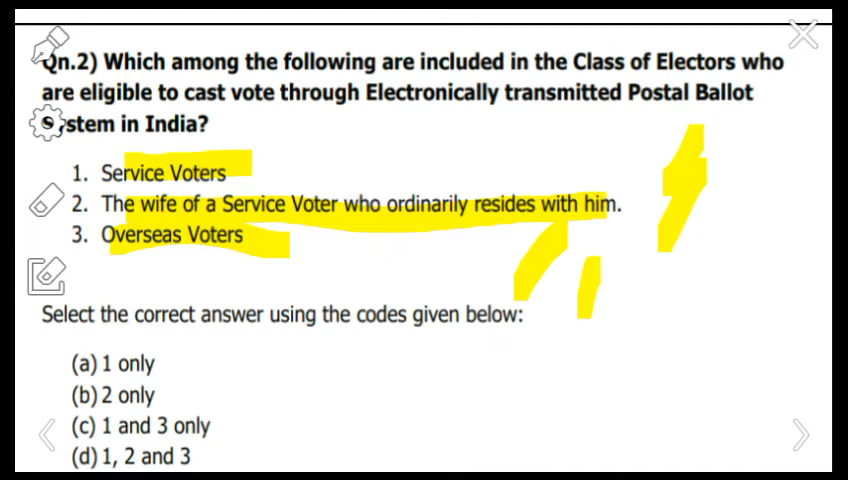 Qn.2) Which among the following are included in the Class of Electors who
are eligible to cast vote through Electronically transmitted Postal Ballot
System in India?
1. Service Voters
2. The wife of a Service Voter who ordinarily resides with him.
3. Overseas Voters
Select the correct answer using the codes given below:
(a) 1 only
(b) 2 only
(c) 1 and 3 only
(d) 1, 2 and 3